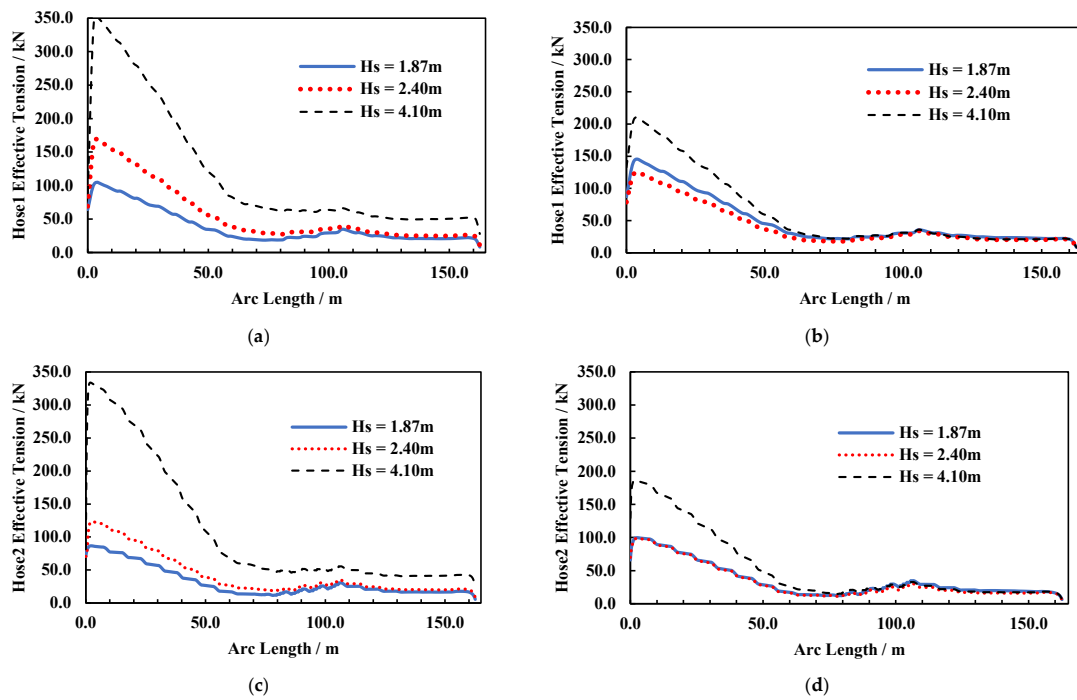 350.0
300.0
250.0
200.0
150.0
100.0
50.0
0.0
Hose1 Effective Tension / kN
Hs = 1.87m
Hs = 2.40m
Hs = 4.10m
0.0 50.0 100.0 150.0
Arc Length / m
(a)
350.0
300.0
250.0
200.0
150.0
100.0
50.0
0.0
Hose1 Effective Tension / kN
Hs = 1.87m
Hs = 2.40m
Hs = 4.10m
0.0 50.0 100.0 150.0
Arc Length / m
(b)
350.0
300.0
250.0
200.0
150.0
100.0
50.0
0.0
Hose2 Effective Tension / kN
Hs = 1.87m
Hs = 2.40m
Hs = 4.10m
0.0 50.0 100.0 150.0
Arc Length / m
(c)
350.0
300.0
250.0
200.0
150.0
100.0
50.0
0.0
Hose2 Effective Tension / kN
Hs = 1.87m
Hs = 2.40m
Hs = 4.10m
0.0 50.0 100.0 150.0
Arc Length / m
(d)